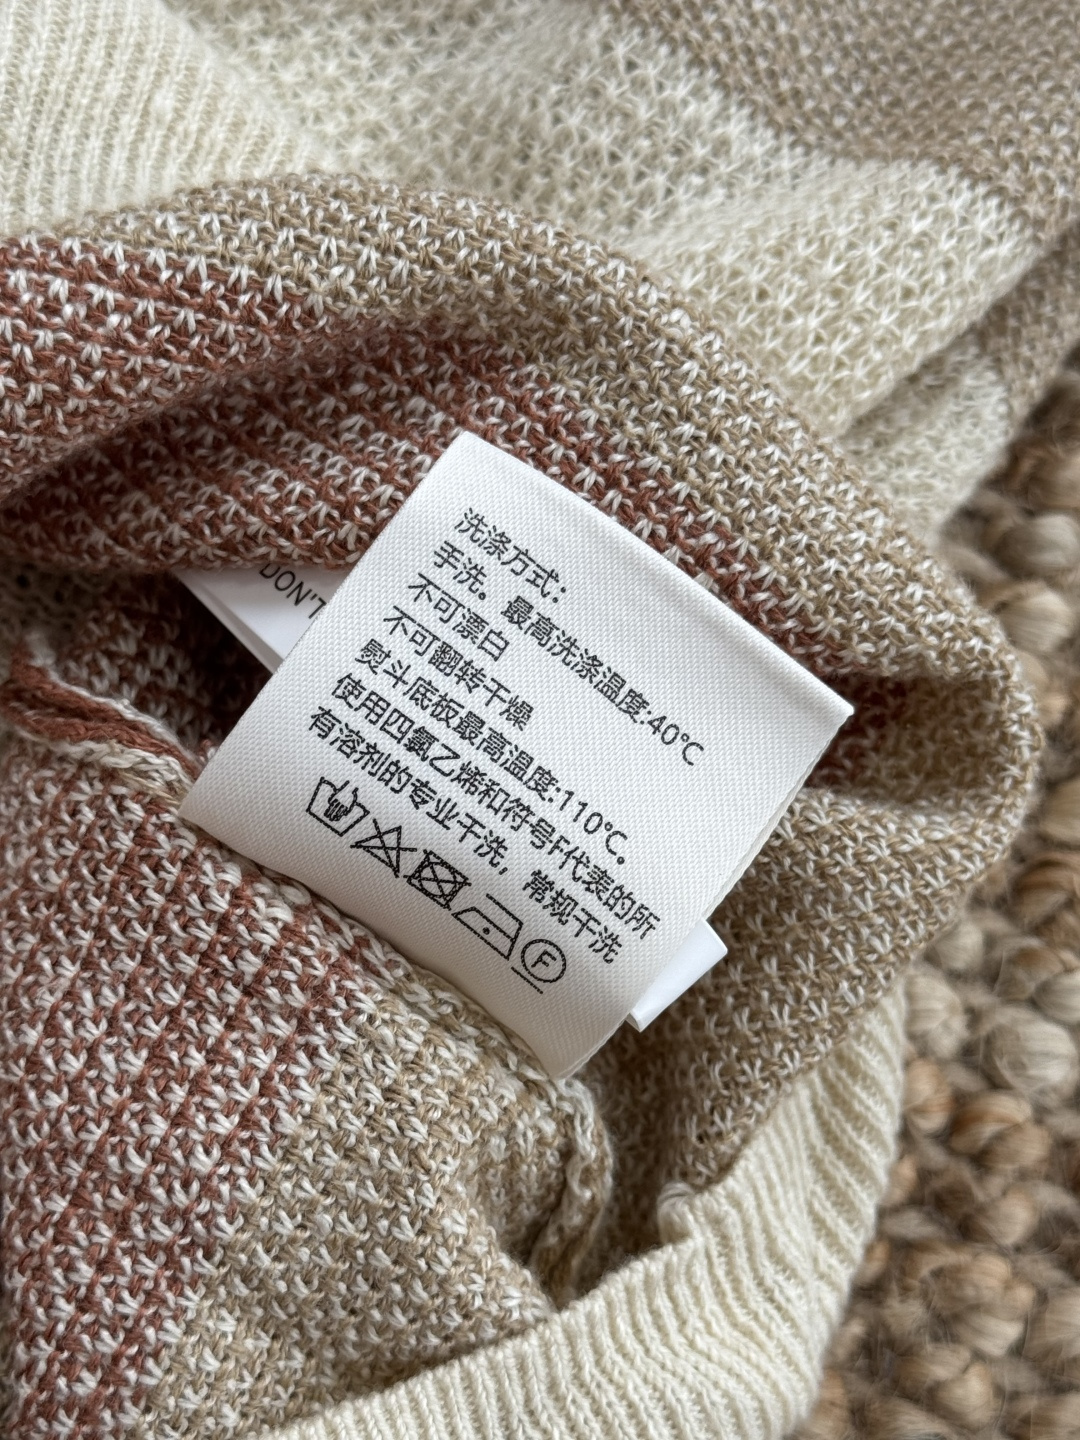 洗涤方式：
手洗。最高洗涤温度:40℃
不可漂白
不可翻转干燥
熨斗底板最高温度:110℃。
使用四氯乙烯和符号F代表的所
有溶剂的专业干洗，常规干洗
F
DON'T